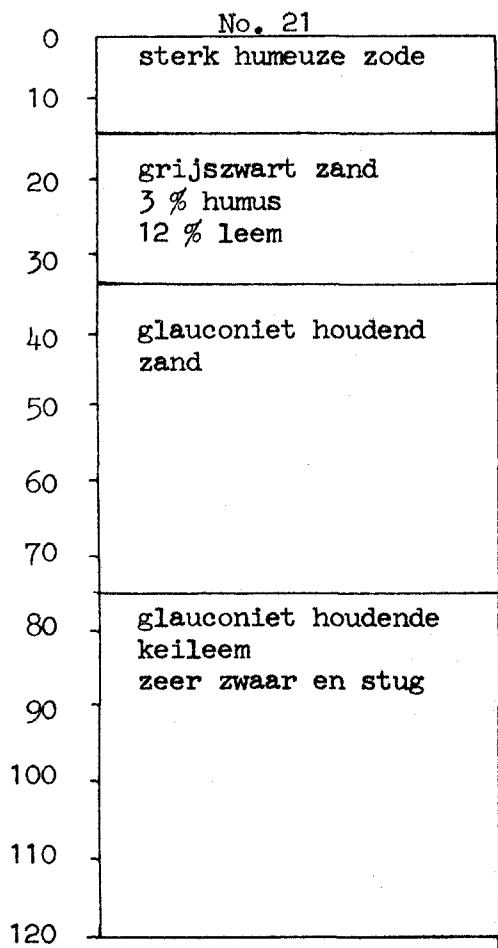 No. 21
0
sterk humeuze zode
10
grijszwart zand
20
3 % humus
12 % leem
30
glauconiet houdend
40
zand
50
60
70
glauconiet houdende
80
keileem
zeer zwaar en stug
90
100
110
120